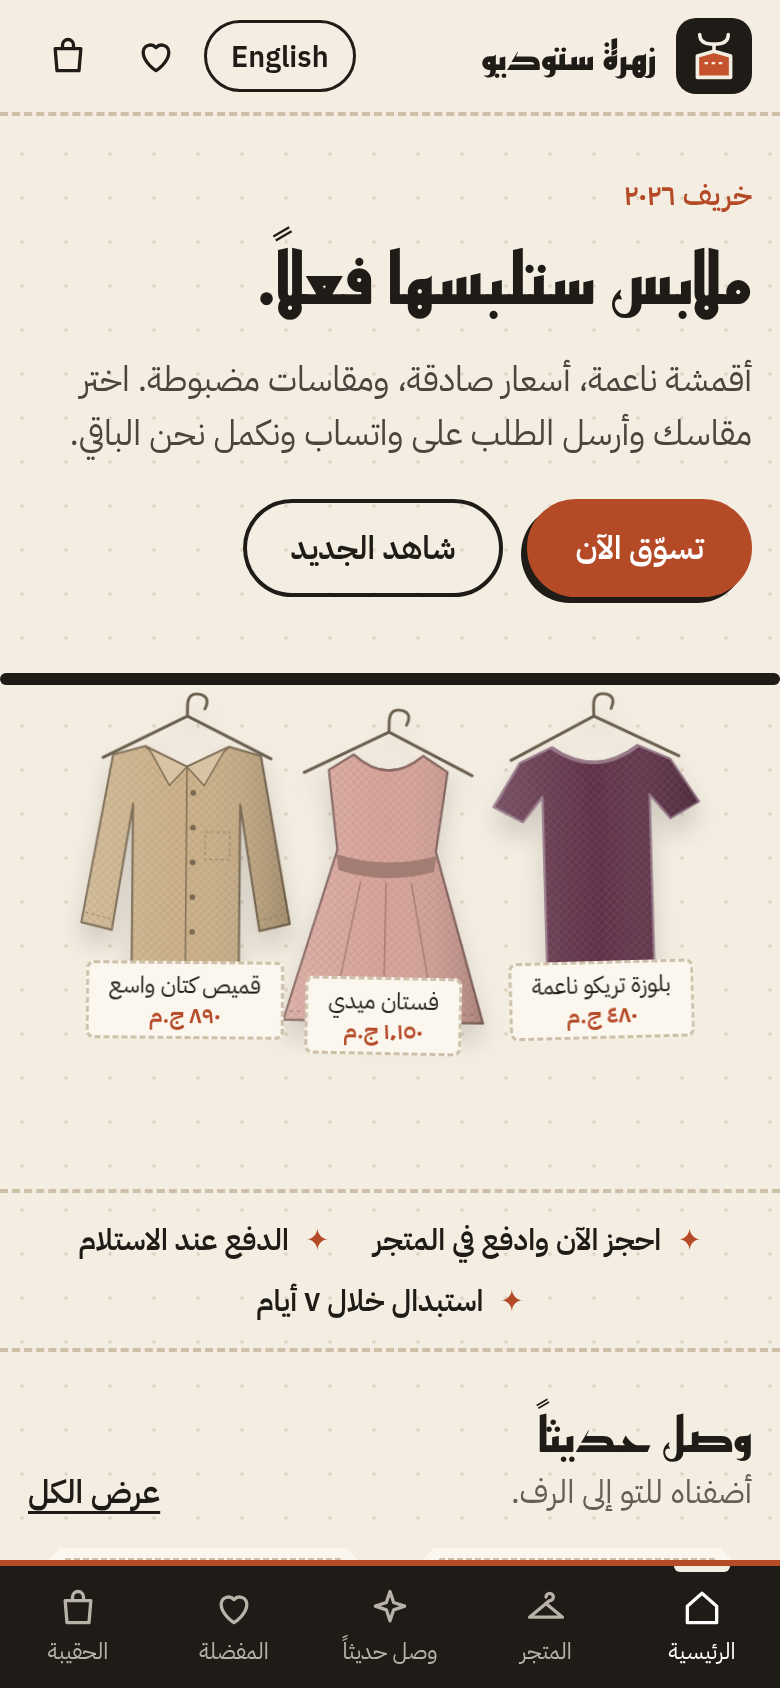 زهرة ستوديو
English
خريف ٢٠٢٦
ملابس ستلبسها فعلاً.
أقمشة ناعمة، أسعار صادقة، ومقاسات مضبوطة. اختر
مقاسك وأرسل الطلب على واتساب ونكمل نحن الباقي.
تسوّق الآن
شاهد الجديد
بلوزة تريكو ناعمة
٤٨٠ ج.م
فستان ميدي
١,١٥٠ ج.م
قميص كتان واسع
٨٩٠ ج.م
احجز الآن وادفع في المتجر
الدفع عند الاستلام
استبدال خلال ٧ أيام
وصل حديثاً
أضفناه للتو إلى الرف.
عرض الكل
الرئيسية
المتجر
وصل حديثاً
المفضلة
الحقيبة